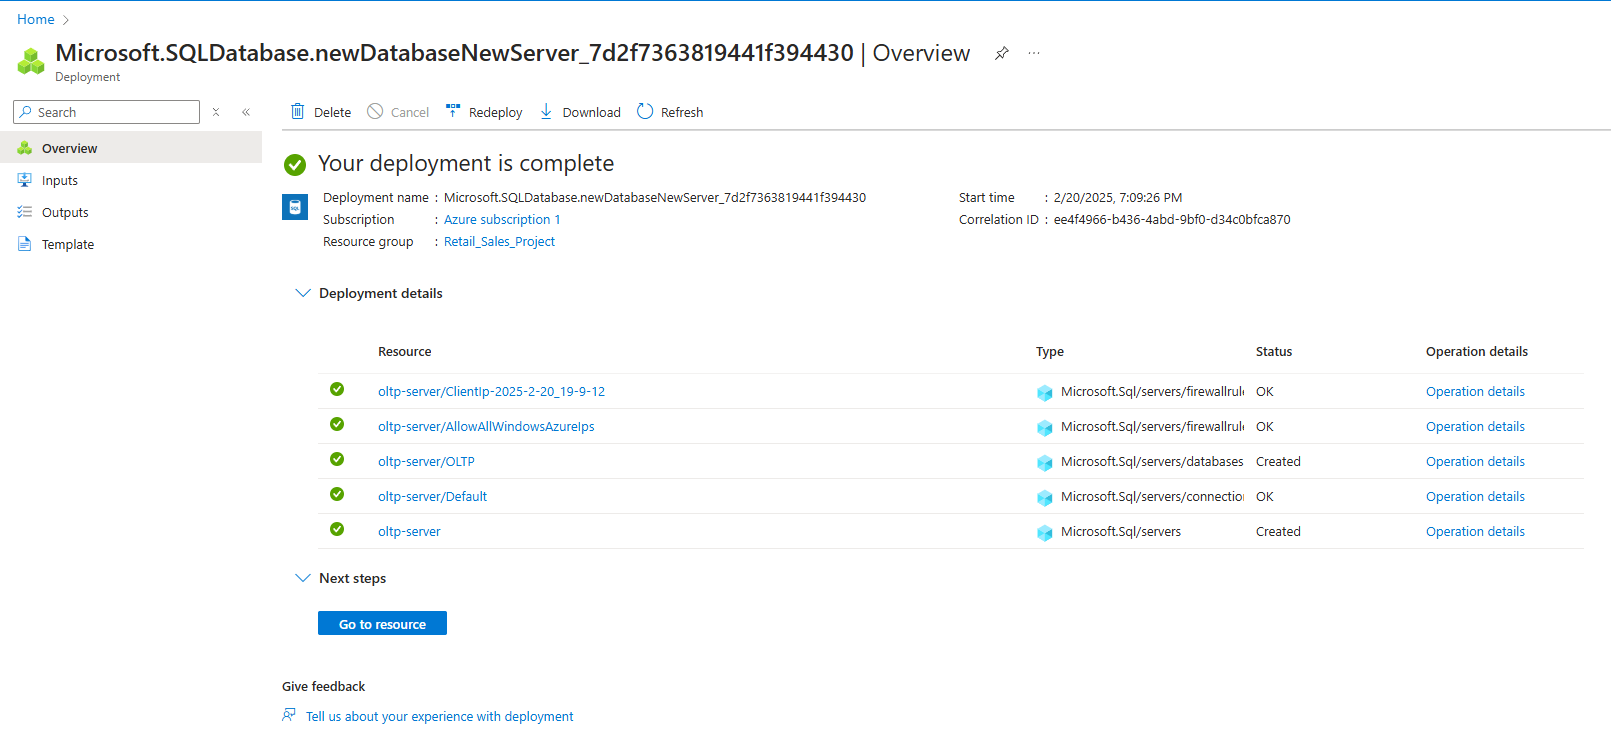 Home
Microsoft.SQLDatabase.newDatabaseNewServer_7d2f7363819441f394430 | Overview
Deployment
Search
Delete
Cancel
Redeploy
Download
Refresh
Overview
Inputs
Outputs
Template
Your deployment is complete
SQL
Deployment name : Microsoft.SQLDatabase.newDatabaseNewServer_7d2f7363819441f394430
Subscription : Azure subscription 1
Resource group : Retail_Sales_Project
Start time : 2/20/2025, 7:09:26 PM
Correlation ID : ee4f4966-b436-4abd-9bf0-d34c0bfca870
Deployment details
Resource Type Status Operation details
oltp-server/ClientIp-2025-2-20_19-9-12 Microsoft.Sql/servers/firewallrul OK Operation details
oltp-server/AllowAllWindowsAzureIps Microsoft.Sql/servers/firewallrul OK Operation details
oltp-server/OLTP Microsoft.Sql/servers/databases Created Operation details
oltp-server/Default Microsoft.Sql/servers/connection OK Operation details
oltp-server Microsoft.Sql/servers Created Operation details
Next steps
Go to resource
Give feedback
Tell us about your experience with deployment